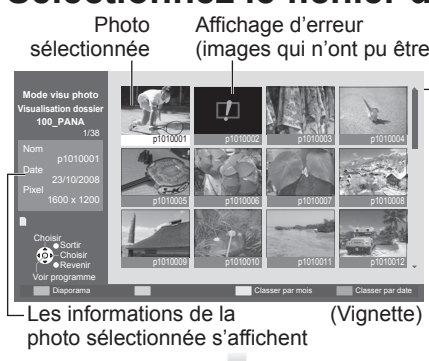 Photo
sélectionnée
Affichage d'erreur
(images qui n'ont pu être
Mode visu photo
Visualisation dossier
100_PANA
1/38
Nom
p1010001
Date
23/10/2008
Pixel
1600 x 1200
Choisir
Sortir
Choisir
Revenir
Voir programme
p1010001
p1010002
p1010003
p1010004
p1010005
p1010006
p1010007
p1010008
p1010009
p1010010
p1010011
p1010012
Diaporama
Classer par mois
Classer par date
Les informations de la
photo sélectionnée s'affichent
(Vignette)